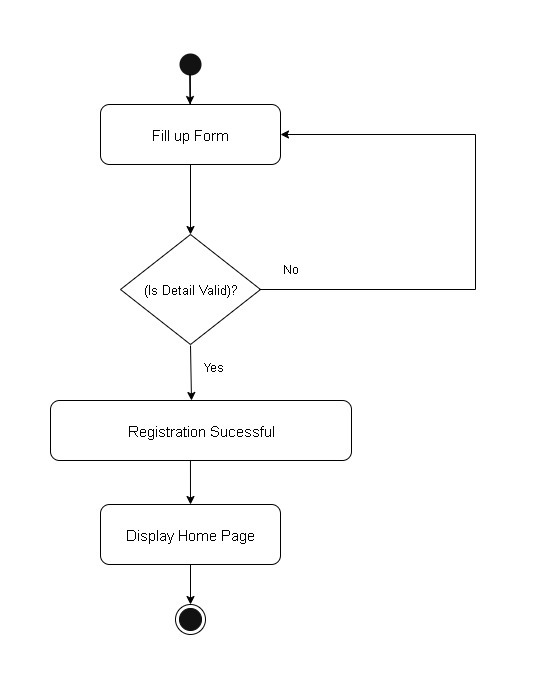 Fill up Form
(Is Detail Valid)?
No
Yes
Registration Sucessful
Display Home Page